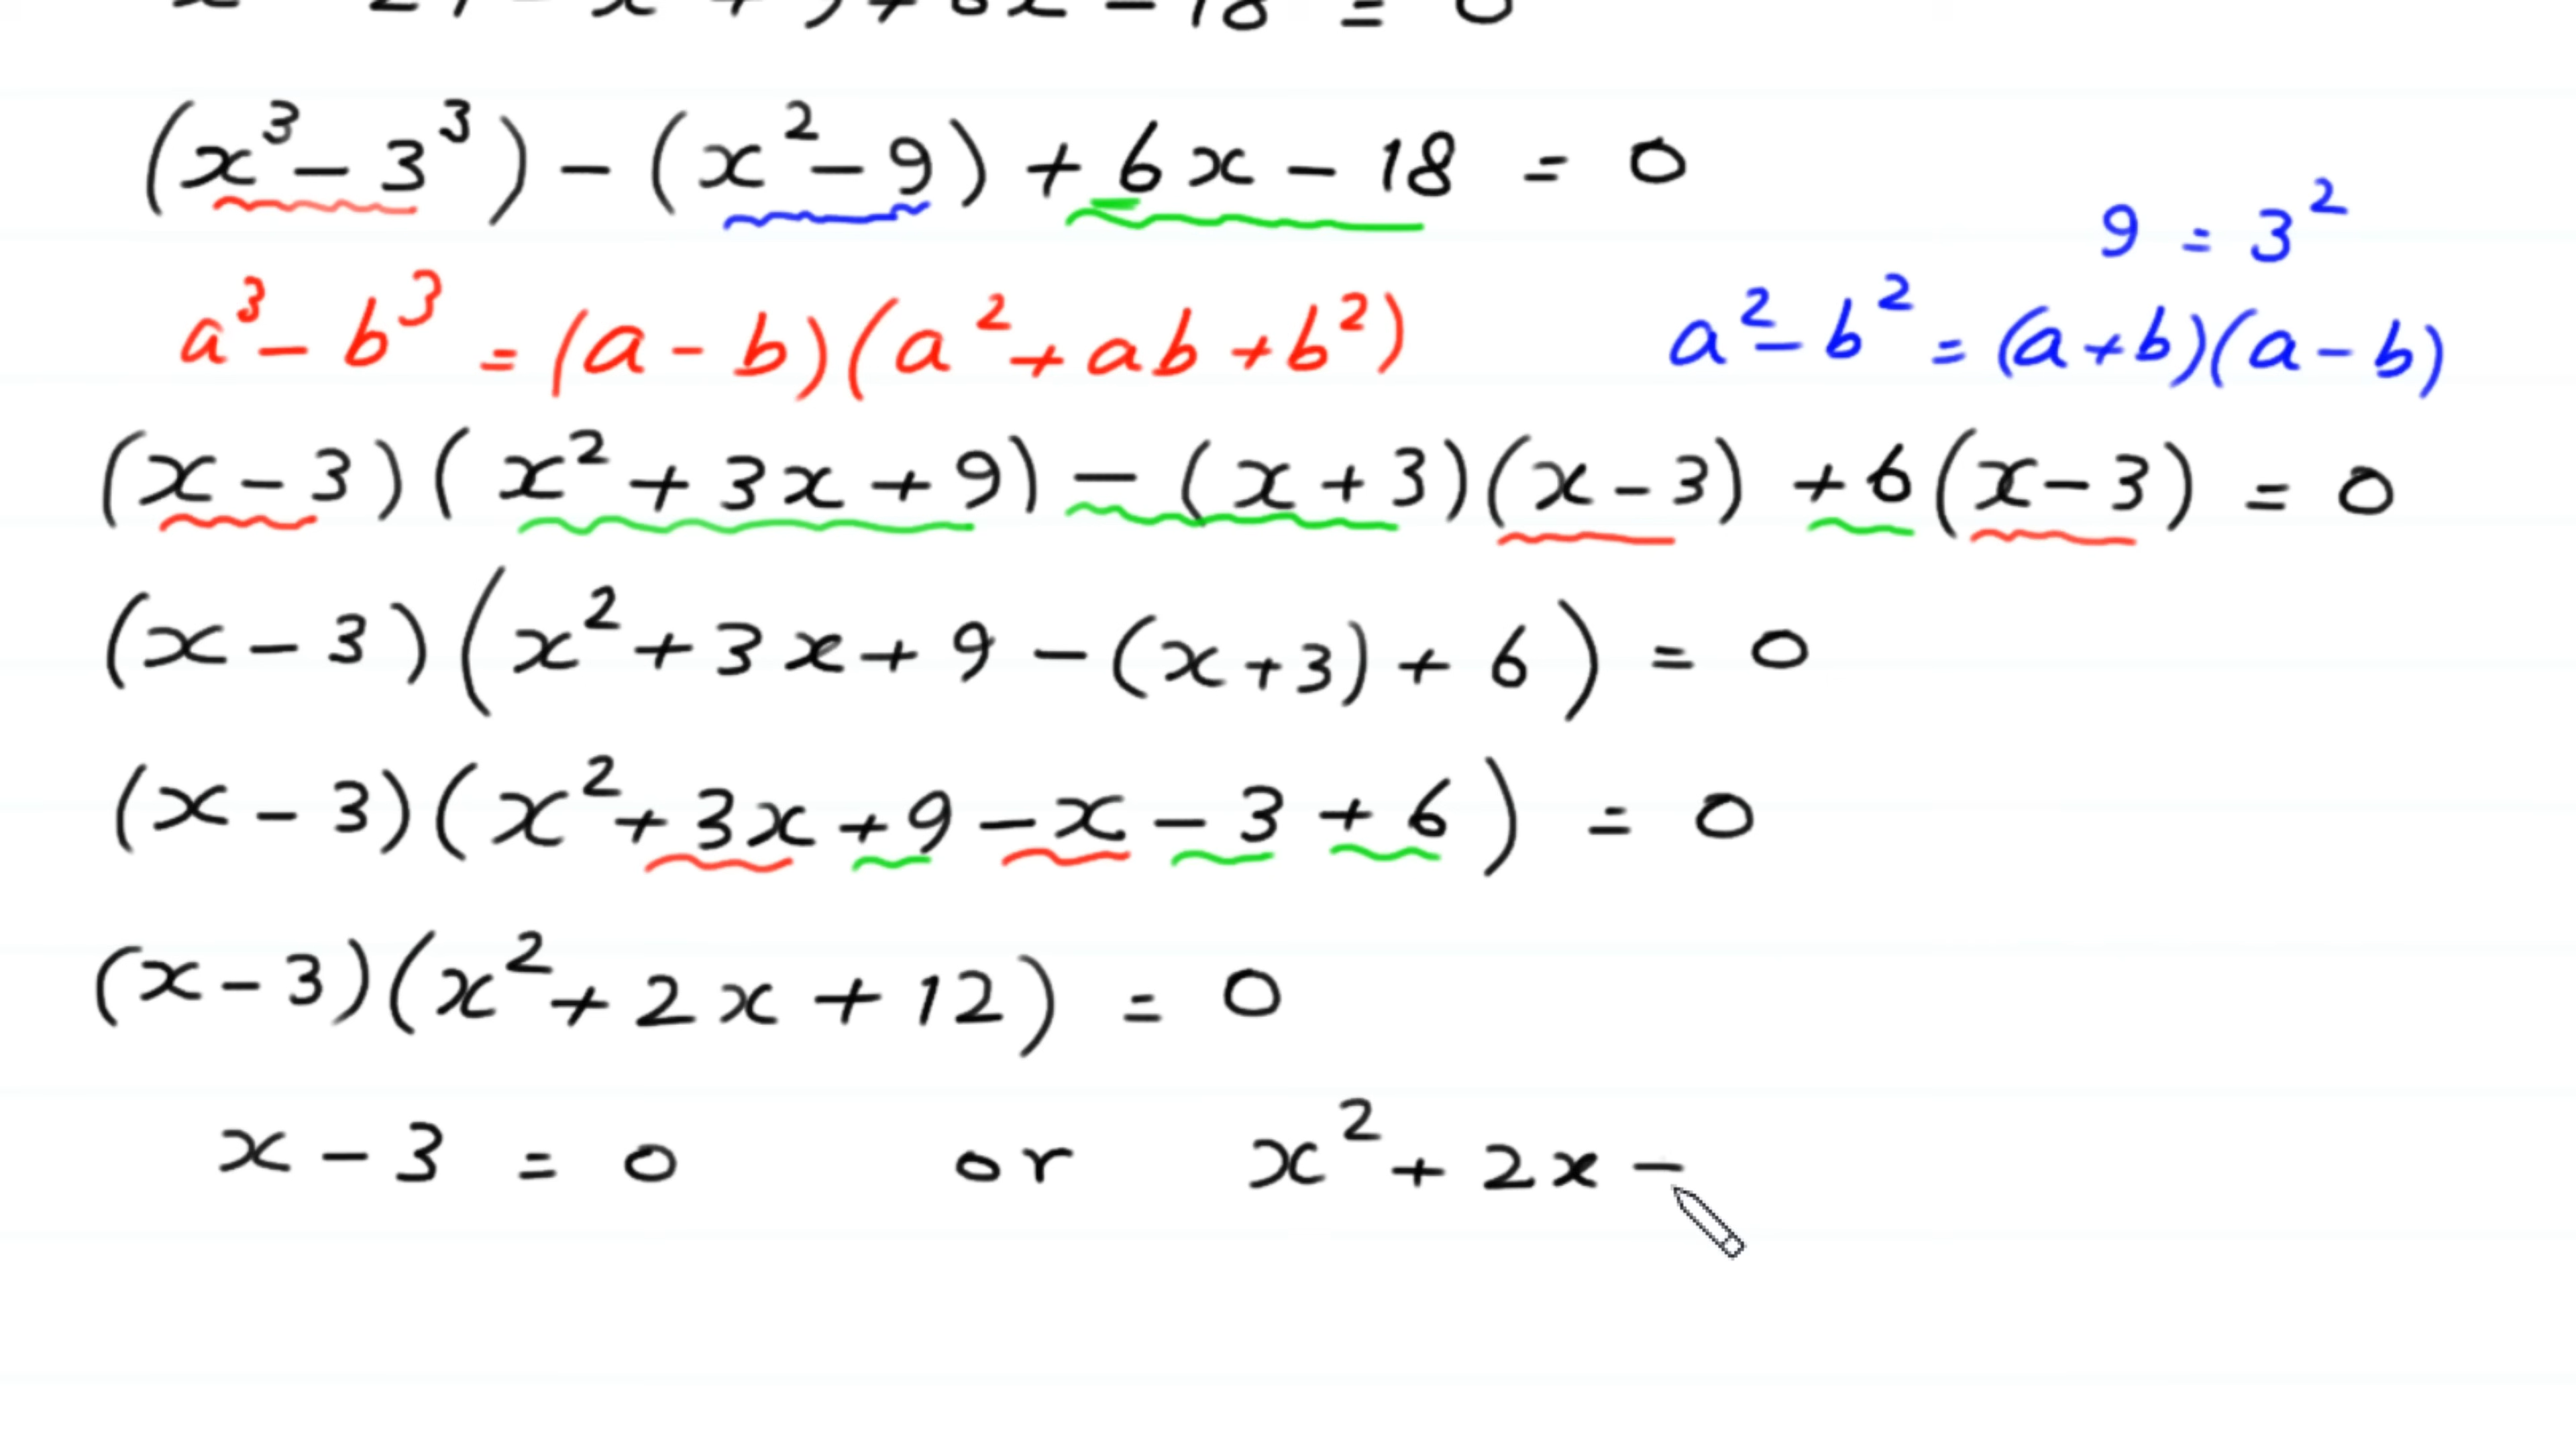 (x³ - 3³) - (x² - 9) + 6x - 18 = 0
9 = 3²
a³ - b³ = (a - b)(a² + ab + b²)
a² - b² = (a + b)(a - b)
(x - 3)(x² + 3x + 9) - (x + 3)(x - 3) + 6(x - 3) = 0
(x - 3)(x² + 3x + 9 - (x + 3) + 6) = 0
(x - 3)(x² + 3x + 9 - x - 3 + 6) = 0
(x - 3)(x² + 2x + 12) = 0
x - 3 = 0 or x² + 2x -